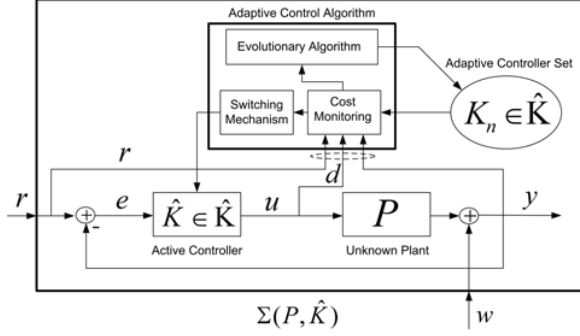 Adaptive Control Algorithm
Evolutionary Algorithm
Adaptive Controller Set
Switching
Mechanism
Cost
Monitoring
K_n ∈ K̂
r
d
r
e
-
K̂ ∈ K̂
u
P
y
Active Controller
Unknown Plant
Σ(P, K̂)
w